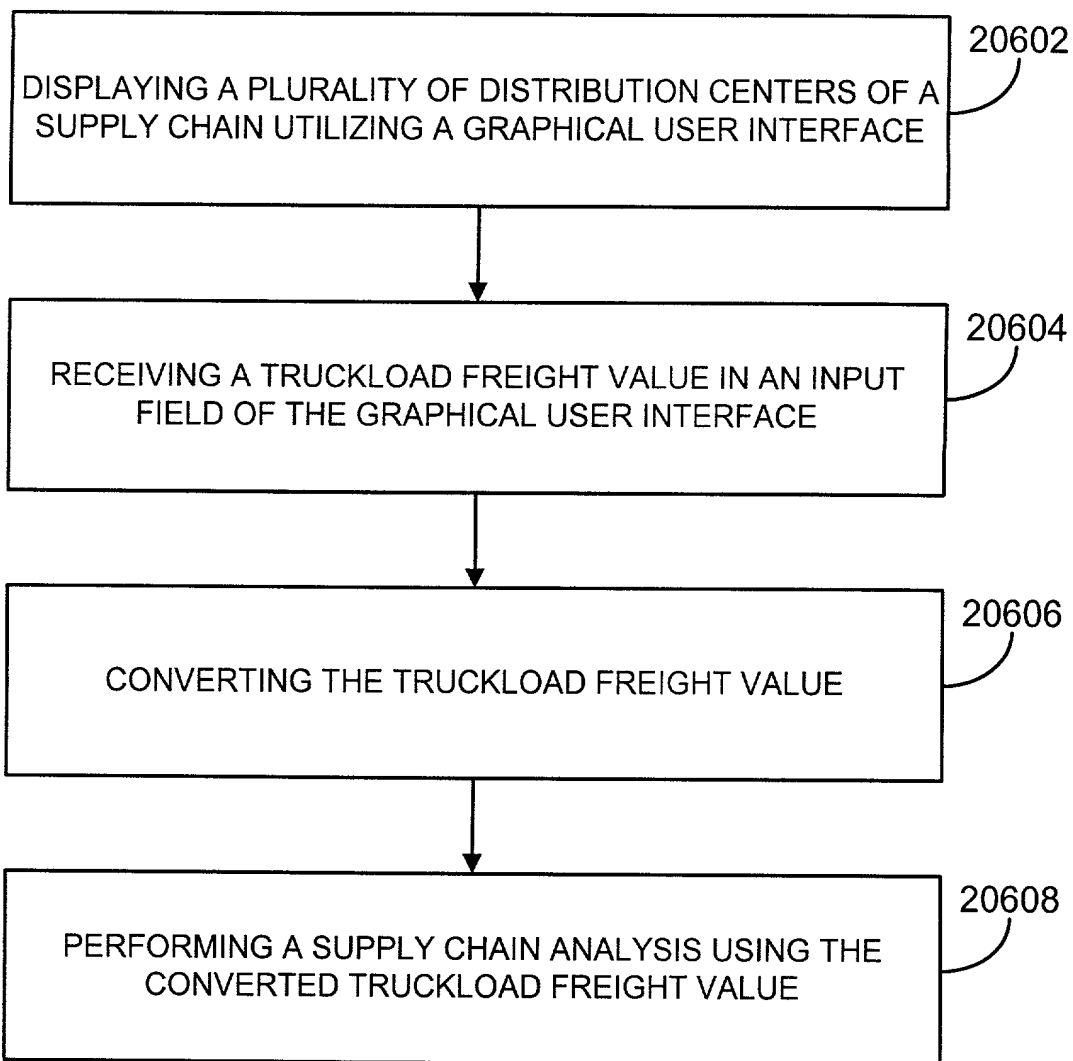 20602
DISPLAYING A PLURALITY OF DISTRIBUTION CENTERS OF A
SUPPLY CHAIN UTILIZING A GRAPHICAL USER INTERFACE
20604
RECEIVING A TRUCKLOAD FREIGHT VALUE IN AN INPUT
FIELD OF THE GRAPHICAL USER INTERFACE
20606
CONVERTING THE TRUCKLOAD FREIGHT VALUE
20608
PERFORMING A SUPPLY CHAIN ANALYSIS USING THE
CONVERTED TRUCKLOAD FREIGHT VALUE